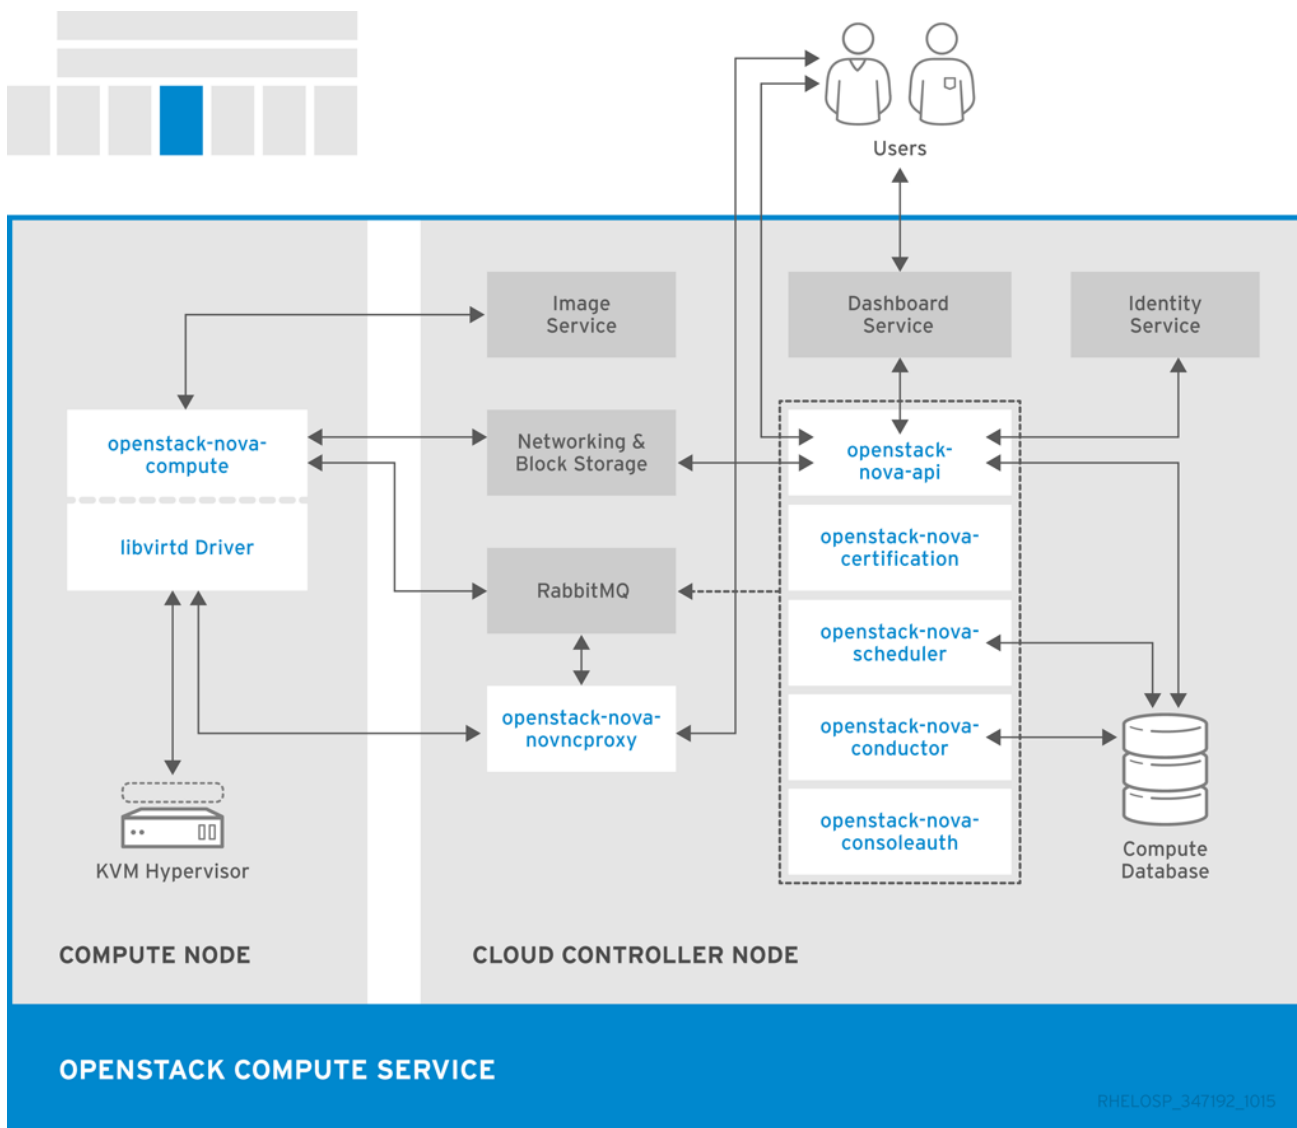 Users
Image
Service
Dashboard
Service
Identity
Service
openstack-nova-
compute
libvirtd Driver
Networking &
Block Storage
openstack-
nova-api
openstack-nova-
certification
RabbitMQ
openstack-nova-
scheduler
openstack-nova-
novncproxy
openstack-nova-
conductor
openstack-nova-
consoleauth
KVM Hypervisor
Compute
Database
COMPUTE NODE
CLOUD CONTROLLER NODE
OPENSTACK COMPUTE SERVICE
RHELOSP_347192_1015